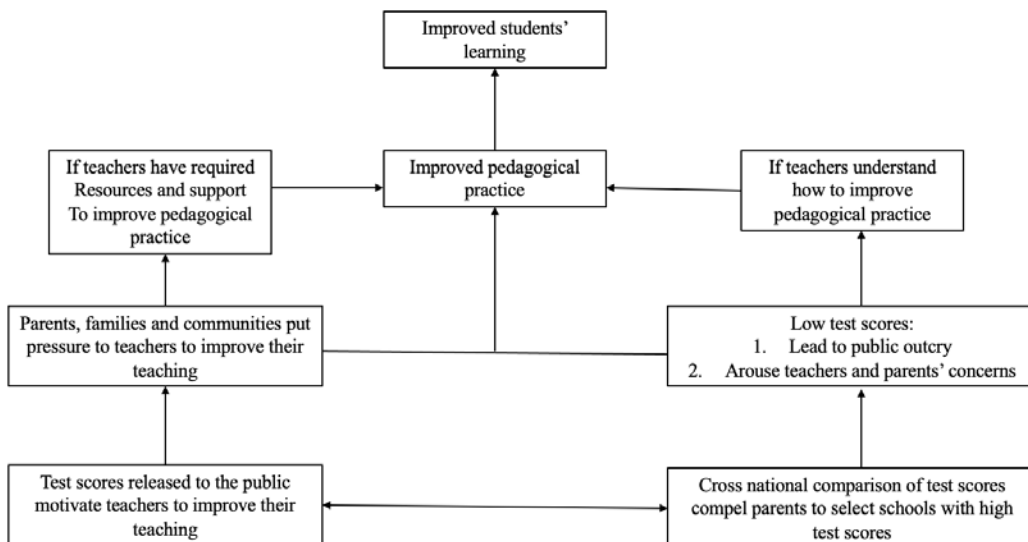 Improved students'
learning
If teachers have required
Resources and support
To improve pedagogical
practice
Improved pedagogical
practice
If teachers understand
how to improve
pedagogical practice
Parents, families and communities put
pressure to teachers to improve their
teaching
Low test scores:
1. Lead to public outcry
2. Arouse teachers and parents' concerns
Test scores released to the public
motivate teachers to improve their
teaching
Cross national comparison of test scores
compel parents to select schools with high
test scores